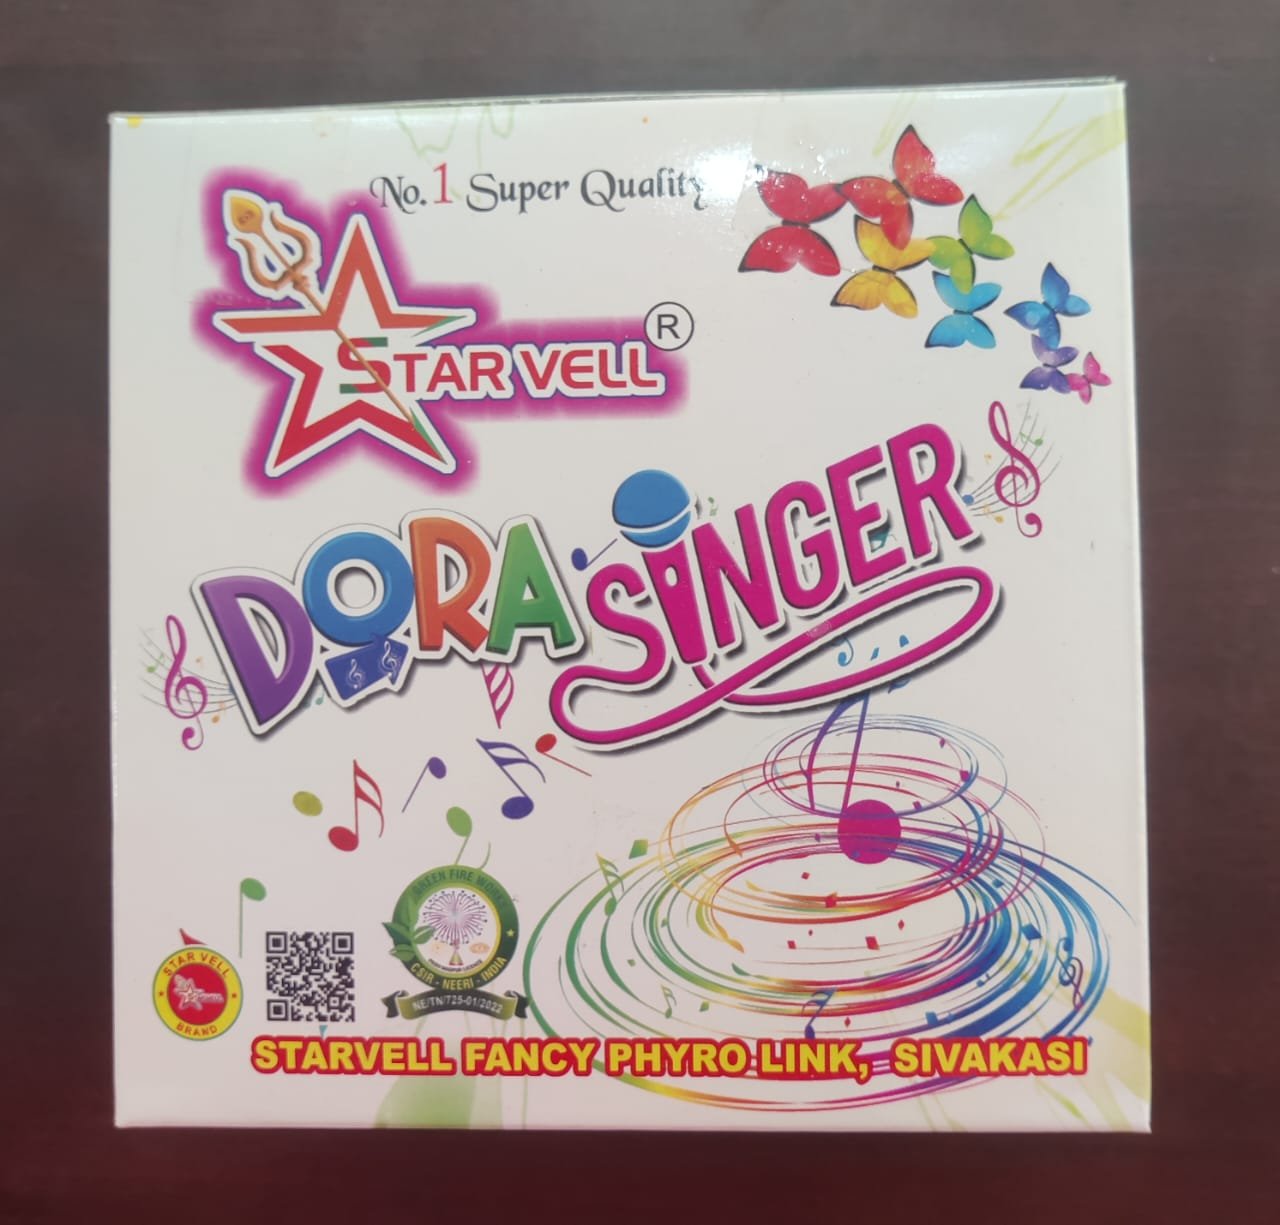 No.1 Super Quality
STAR VELL ®
DORA SINGER
STAR VELL
BRAND
GREEN FIRE WORKS
CSIR - NEERI - INDIA
NE/TN/725-01/2022
STARVELL FANCY PHYRO LINK, SIVAKASI